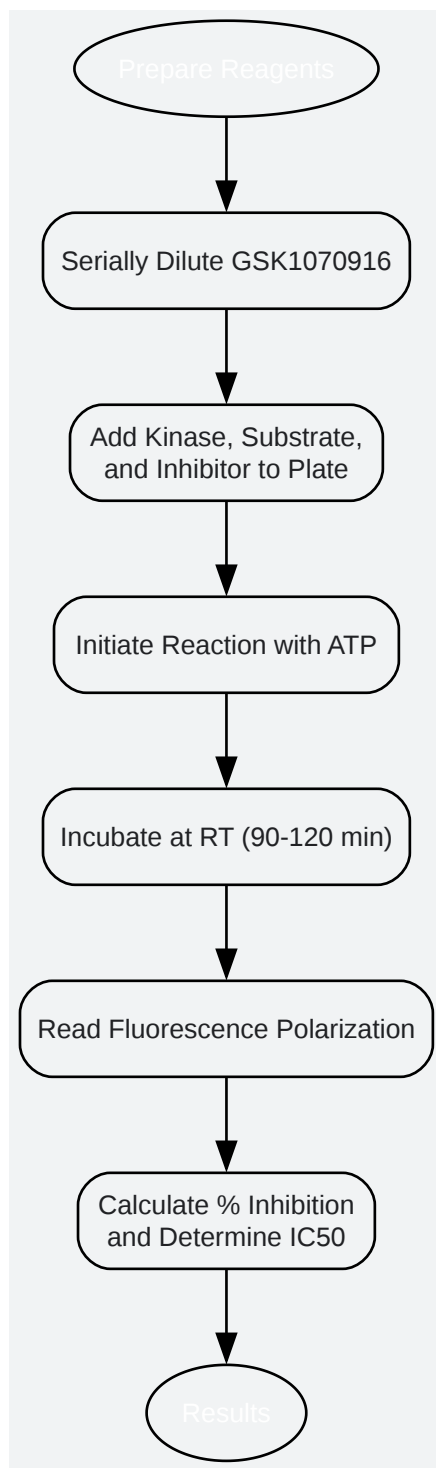 Prepare Reagents
Serially Dilute GSK1070916
Add Kinase, Substrate,
and Inhibitor to Plate
Initiate Reaction with ATP
Incubate at RT (90-120 min)
Read Fluorescence Polarization
Calculate % Inhibition
and Determine IC50
Results